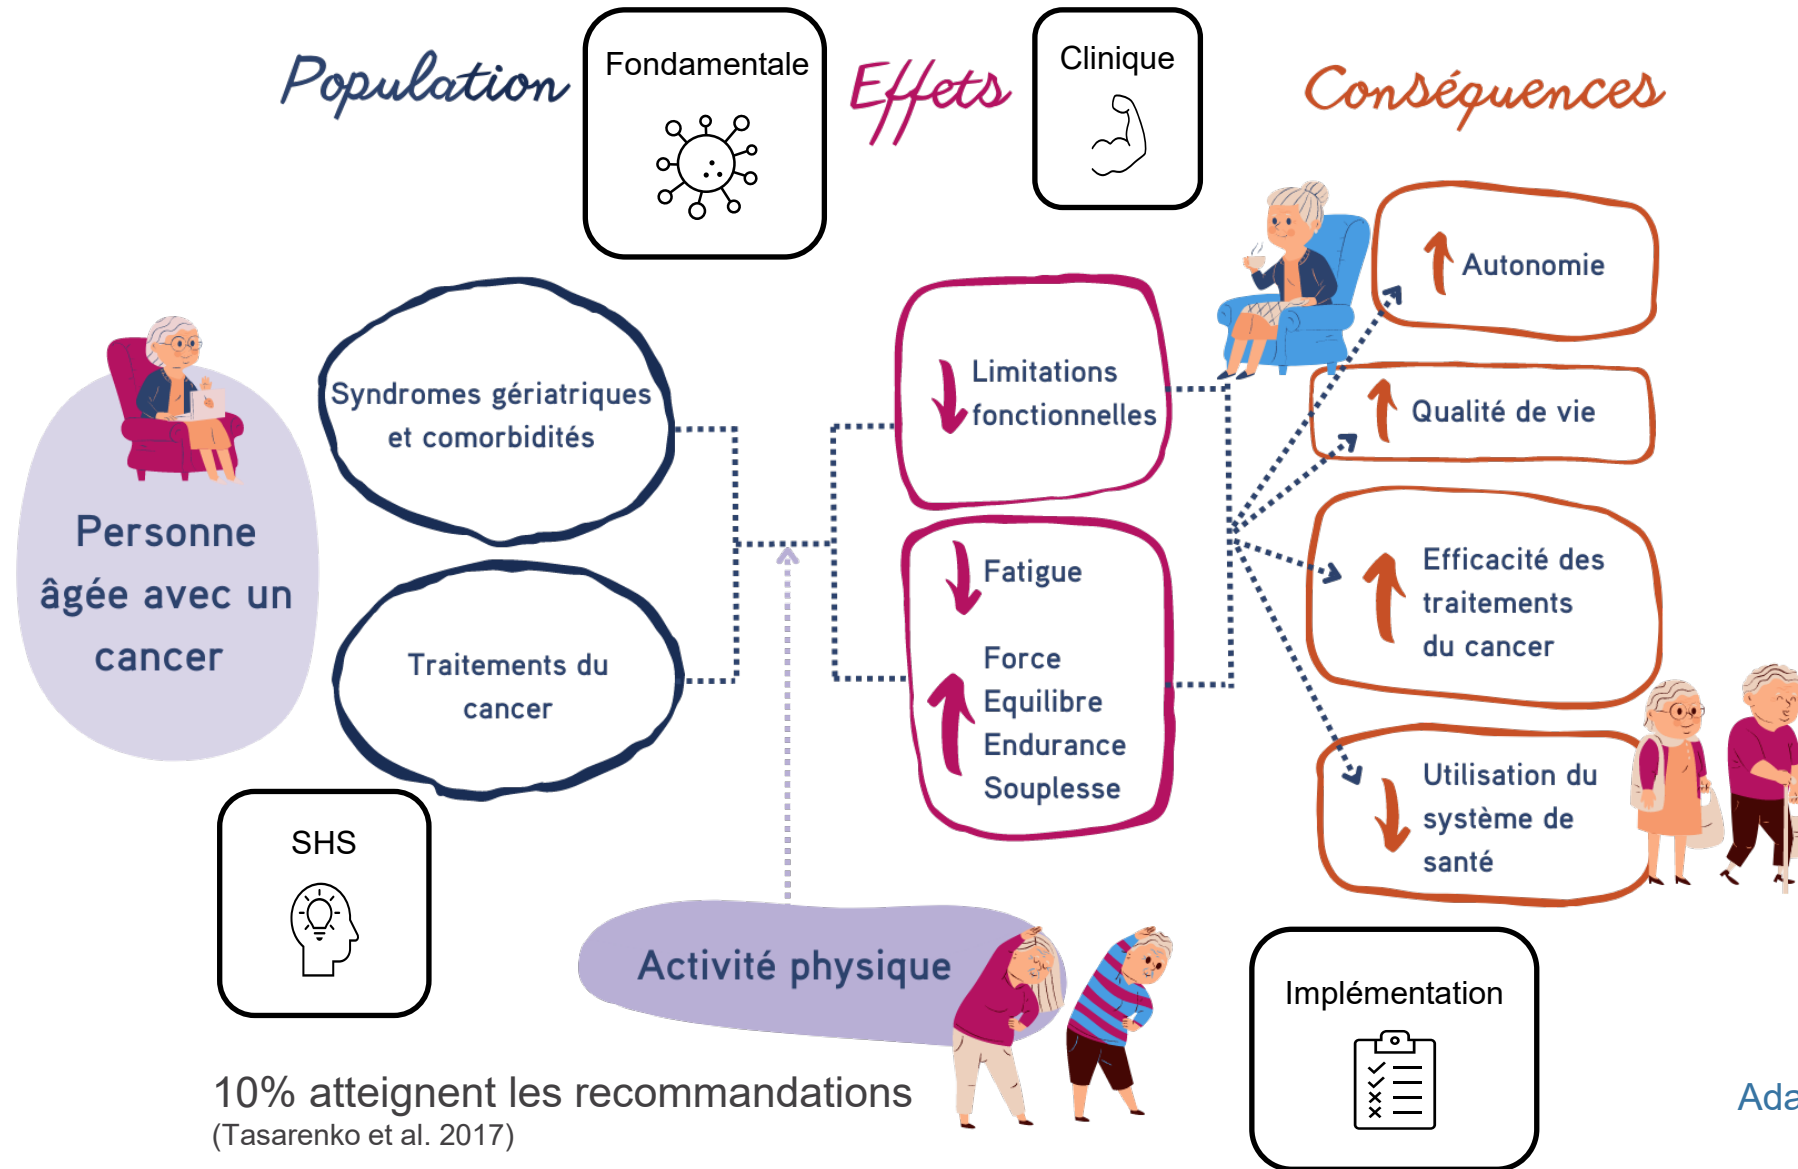 Population
Fondamentale
Effets
Clinique
Conséquences
Personne
âgée avec un
cancer
Syndromes gériatriques
et comorbidités
Traitements du
cancer
Limitations
fonctionnelles
Fatigue
Force
Equilibre
Endurance
Souplesse
Autonomie
Qualité de vie
Efficacité des
traitements
du cancer
Utilisation du
système de
santé
SHS
Activité physique
Implémentation
10% atteignent les recommandations
(Tasarenko et al. 2017)